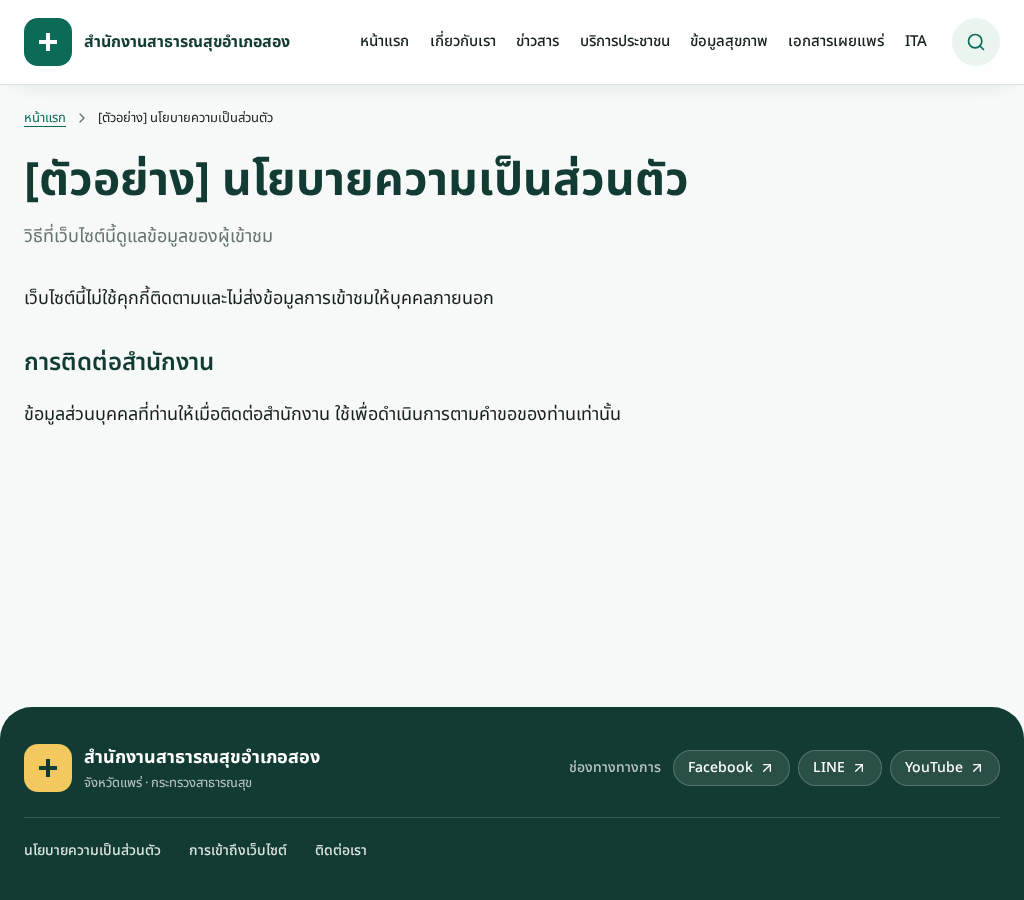 สำนักงานสาธารณสุขอำเภอสอง
หน้าแรก เกี่ยวกับเรา ข่าวสาร บริการประชาชน ข้อมูลสุขภาพ เอกสารเผยแพร่ ITA
หน้าแรก [ตัวอย่าง] นโยบายความเป็นส่วนตัว
[ตัวอย่าง] นโยบายความเป็นส่วนตัว
วิธีที่เว็บไซต์นี้ดูแลข้อมูลของผู้เข้าชม
เว็บไซต์นี้ไม่ใช้คุกกี้ติดตามและไม่ส่งข้อมูลการเข้าชมให้บุคคลภายนอก
การติดต่อสำนักงาน
ข้อมูลส่วนบุคคลที่ท่านให้เมื่อติดต่อสำนักงาน ใช้เพื่อดำเนินการตามคำขอของท่านเท่านั้น
สำนักงานสาธารณสุขอำเภอสอง
จังหวัดแพร่ · กระทรวงสาธารณสุข
ช่องทางทางการ Facebook LINE YouTube
นโยบายความเป็นส่วนตัว การเข้าถึงเว็บไซต์ ติดต่อเรา